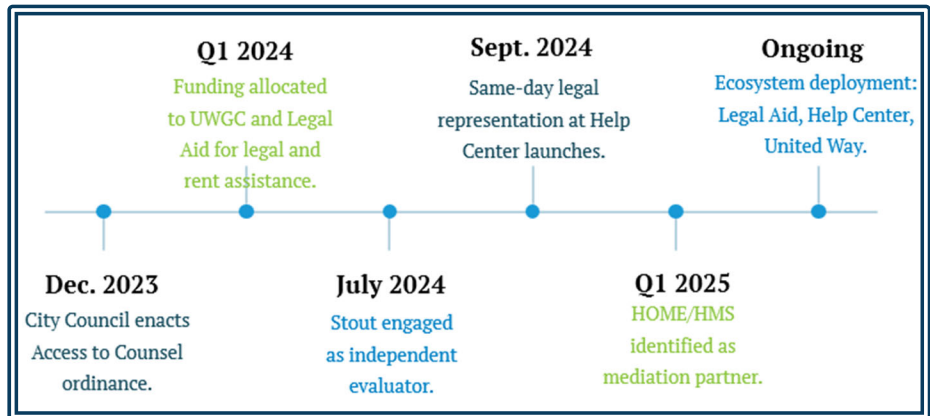 Q1 2024
Funding allocated
to UWGC and Legal
Aid for legal and
rent assistance.
Sept. 2024
Same-day legal
representation at Help
Center launches.
Ongoing
Ecosystem deployment:
Legal Aid, Help Center,
United Way.
Dec. 2023
City Council enacts
Access to Counsel
ordinance.
July 2024
Stout engaged
as independent
evaluator.
Q1 2025
HOME/HMS
identified as
mediation partner.